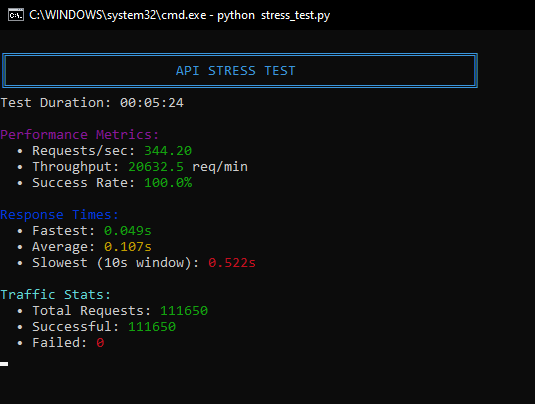 C:\WINDOWS\system32\cmd.exe - python  stress_test.py
API STRESS TEST
Test Duration: 00:05:24
Performance Metrics:
• Requests/sec: 344.20
• Throughput: 20632.5 req/min
• Success Rate: 100.0%
Response Times:
• Fastest: 0.049s
• Average: 0.107s
• Slowest (10s window): 0.522s
Traffic Stats:
• Total Requests: 111650
• Successful: 111650
• Failed: 0